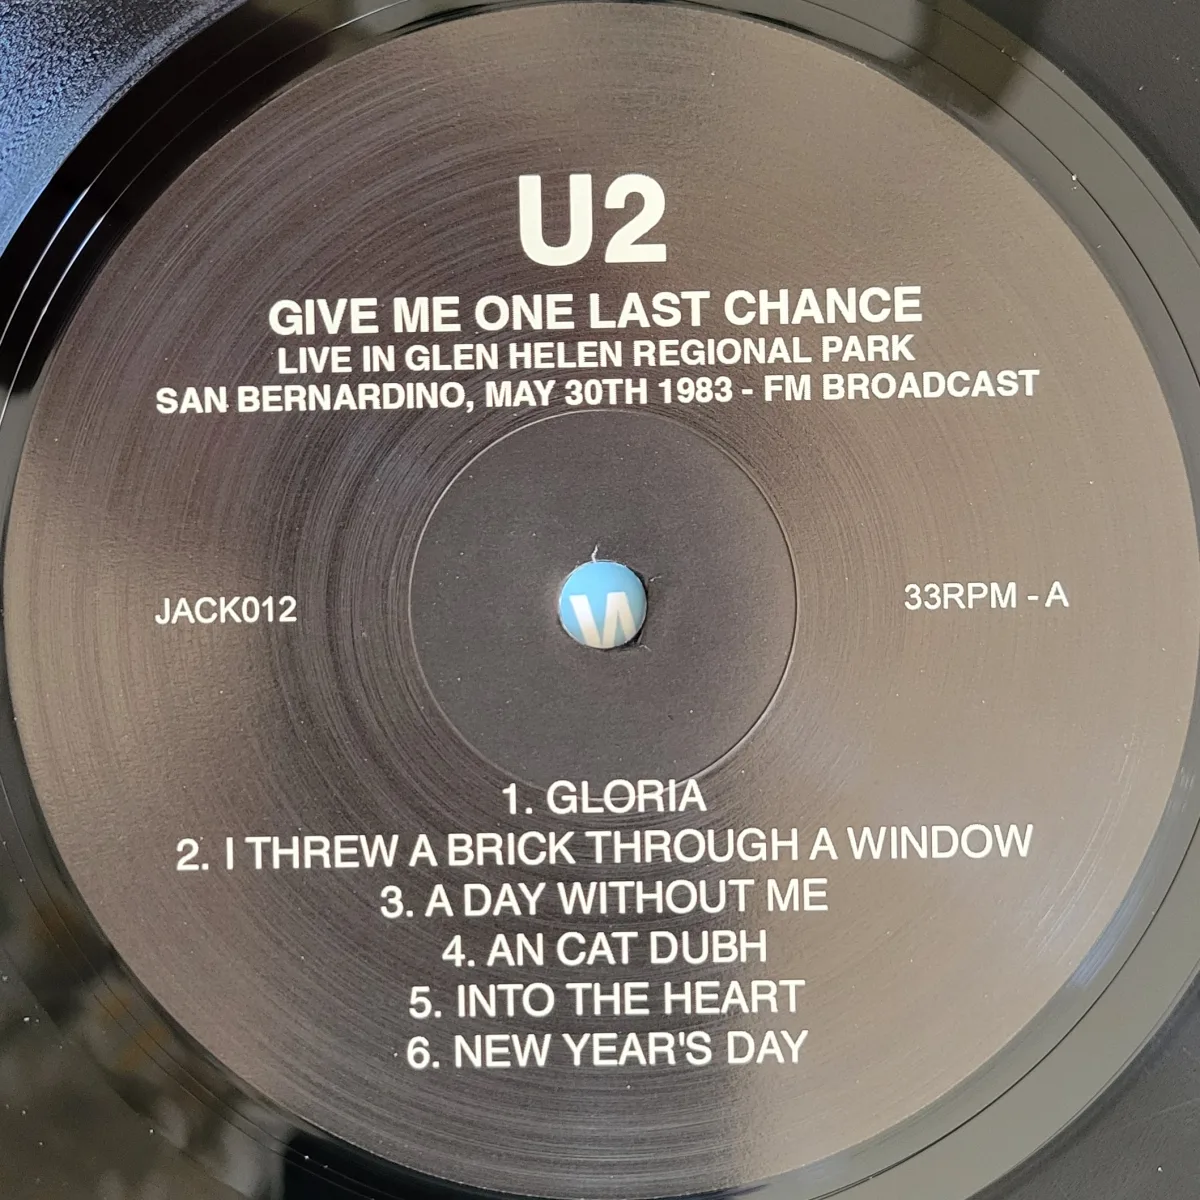 U2
GIVE ME ONE LAST CHANCE
LIVE IN GLEN HELEN REGIONAL PARK
SAN BERNARDINO, MAY 30TH 1983 - FM BROADCAST
JACK012
33RPM - A
1. GLORIA
2. I THREW A BRICK THROUGH A WINDOW
3. A DAY WITHOUT ME
4. AN CAT DUBH
5. INTO THE HEART
6. NEW YEAR'S DAY